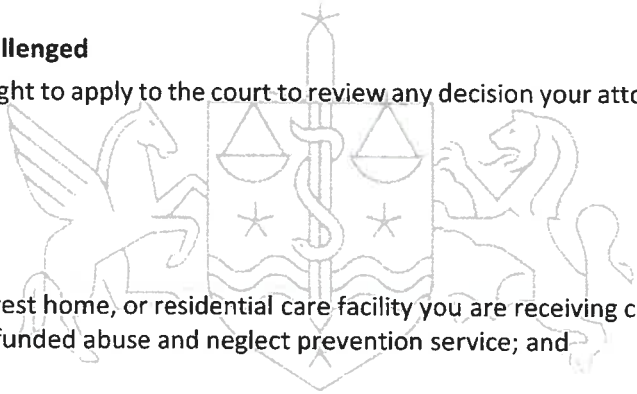 llenged
ght to apply to the court to review any decision your atto
rest home, or residential care facility you are receiving c
funded abuse and neglect prevention service; and